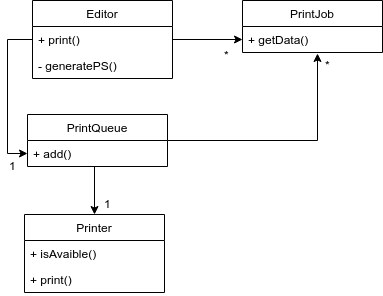 Editor
+ print()
- generatePS()
PrintJob
+ getData()
*
*
PrintQueue
+ add()
1
1
Printer
+ isAvaible()
+ print()